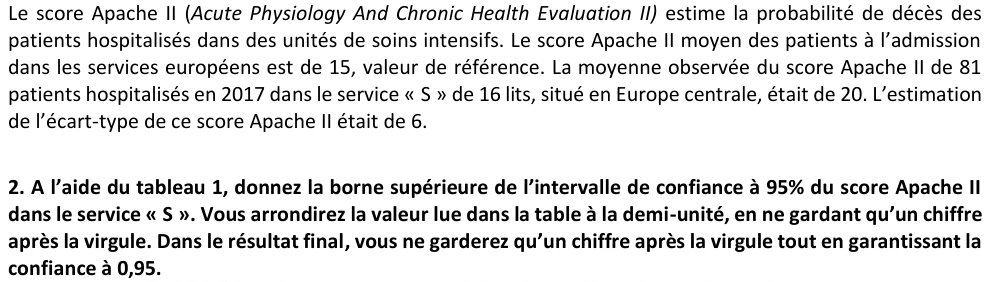 Le score Apache II (Acute Physiology And Chronic Health Evaluation II) estime la probabilité de décès des
patients hospitalisés dans des unités de soins intensifs. Le score Apache II moyen des patients à l’admission
dans les services européens est de 15, valeur de référence. La moyenne observée du score Apache II de 81
patients hospitalisés en 2017 dans le service « S » de 16 lits, situé en Europe centrale, était de 20. L’estimation
de l’écart-type de ce score Apache II était de 6.
2. A l’aide du tableau 1, donnez la borne supérieure de l’intervalle de confiance à 95% du score Apache II
dans le service « S ». Vous arrondirez la valeur lue dans la table à la demi-unité, en ne gardant qu’un chiffre
après la virgule. Dans le résultat final, vous ne garderez qu’un chiffre après la virgule tout en garantissant la
confiance à 0,95.